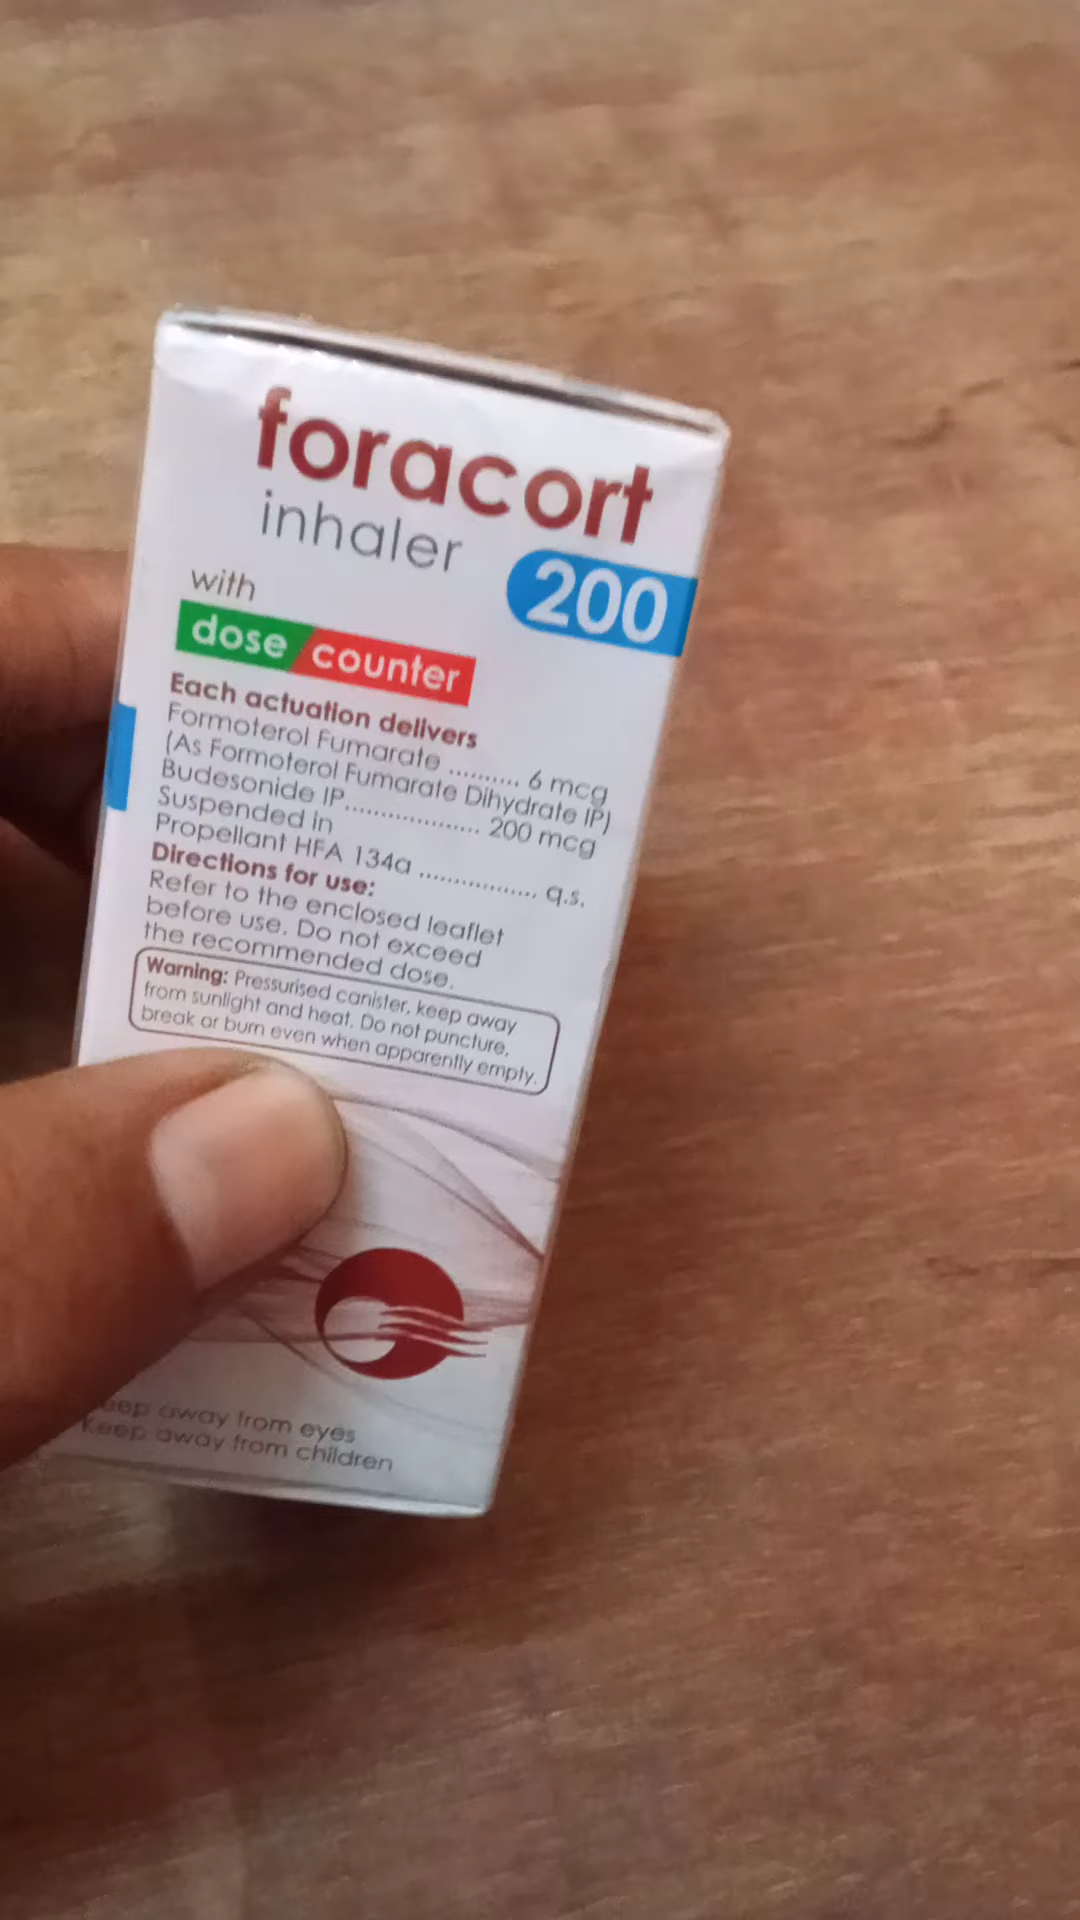 foracort
inhaler
200
with
dose counter
Each actuation delivers
Formoterol Fumarate .......... 6 mcg
(As Formoterol Fumarate Dihydrate IP)
Budesonide IP.................... 200 mcg
Suspended in
Propellant HFA 134a ................. q.s.
Directions for use:
Refer to the enclosed leaflet
before use. Do not exceed
the recommended dose.
Warning: Pressurised canister, keep away
from sunlight and heat. Do not puncture,
break or burn even when apparently empty.
away from eyes
Keep away from children